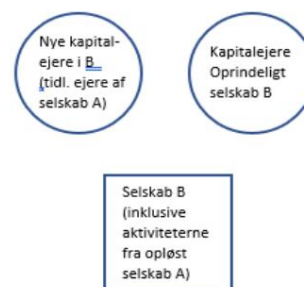 Nye kapital-
ejere i B
(tidl. ejere af
selskab A)
Kapitalejere
Oprindeligt
selskab B
Selskab B
(inklusive
aktiviteterne
fra opløst
selskab A)